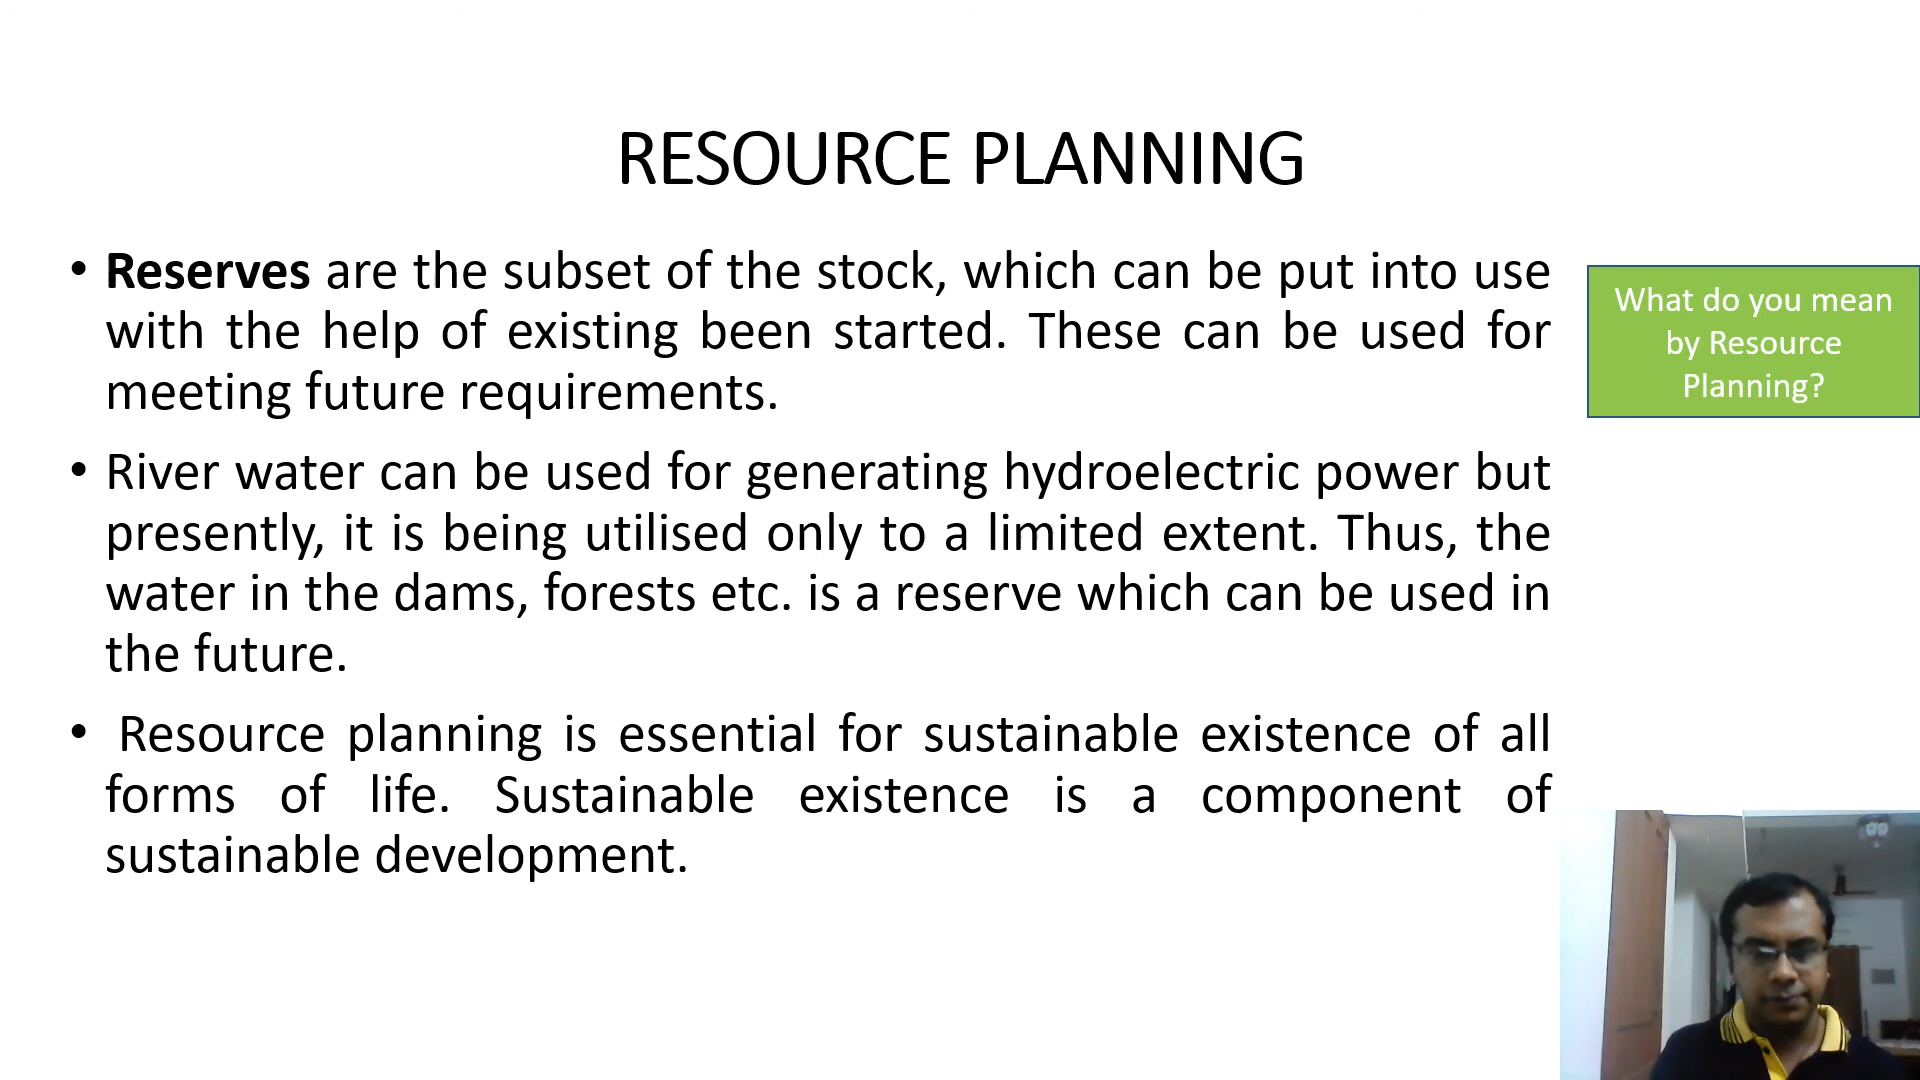 RESOURCE PLANNING
• Reserves are the subset of the stock, which can be put into use
with the help of existing been started. These can be used for
meeting future requirements.
• River water can be used for generating hydroelectric power but
presently, it is being utilised only to a limited extent. Thus, the
water in the dams, forests etc. is a reserve which can be used in
the future.
• Resource planning is essential for sustainable existence of all
forms of life. Sustainable existence is a component of
sustainable development.
What do you mean
by Resource
Planning?